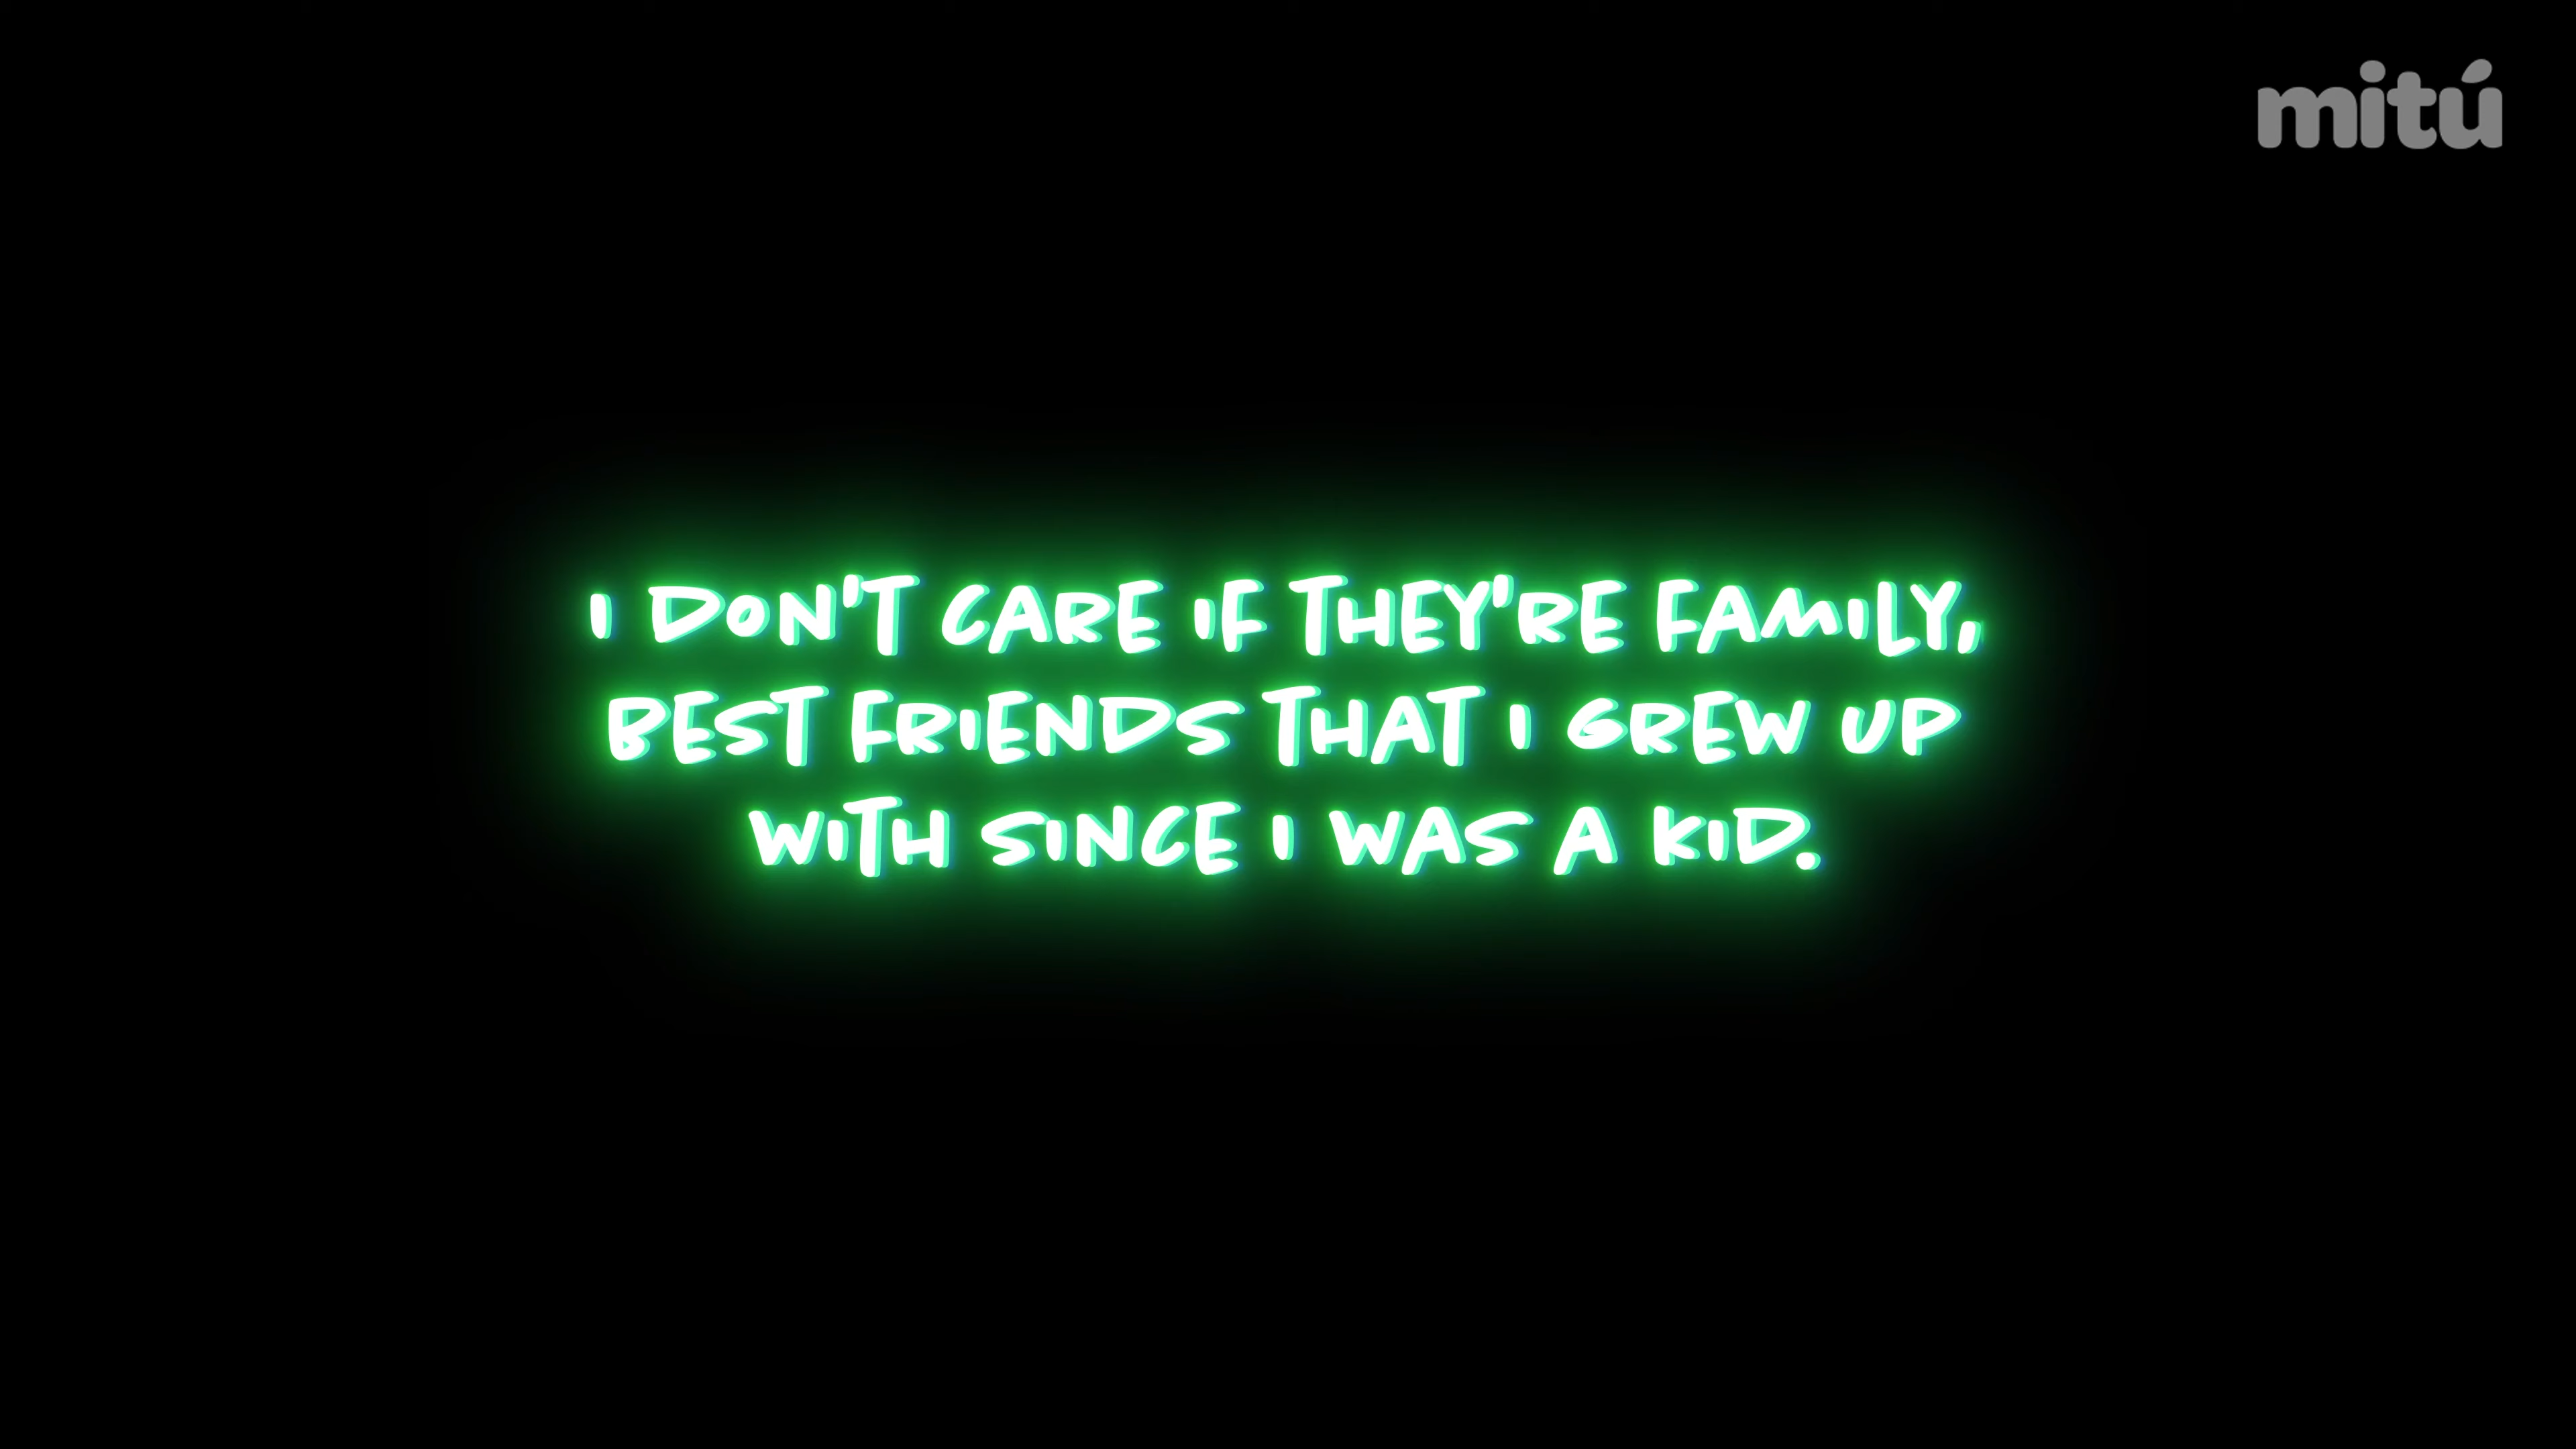 mitú
I DON'T CARE IF THEY'RE FAMILY,
BEST FRIENDS THAT I GREW UP
WITH SINCE I WAS A KID.